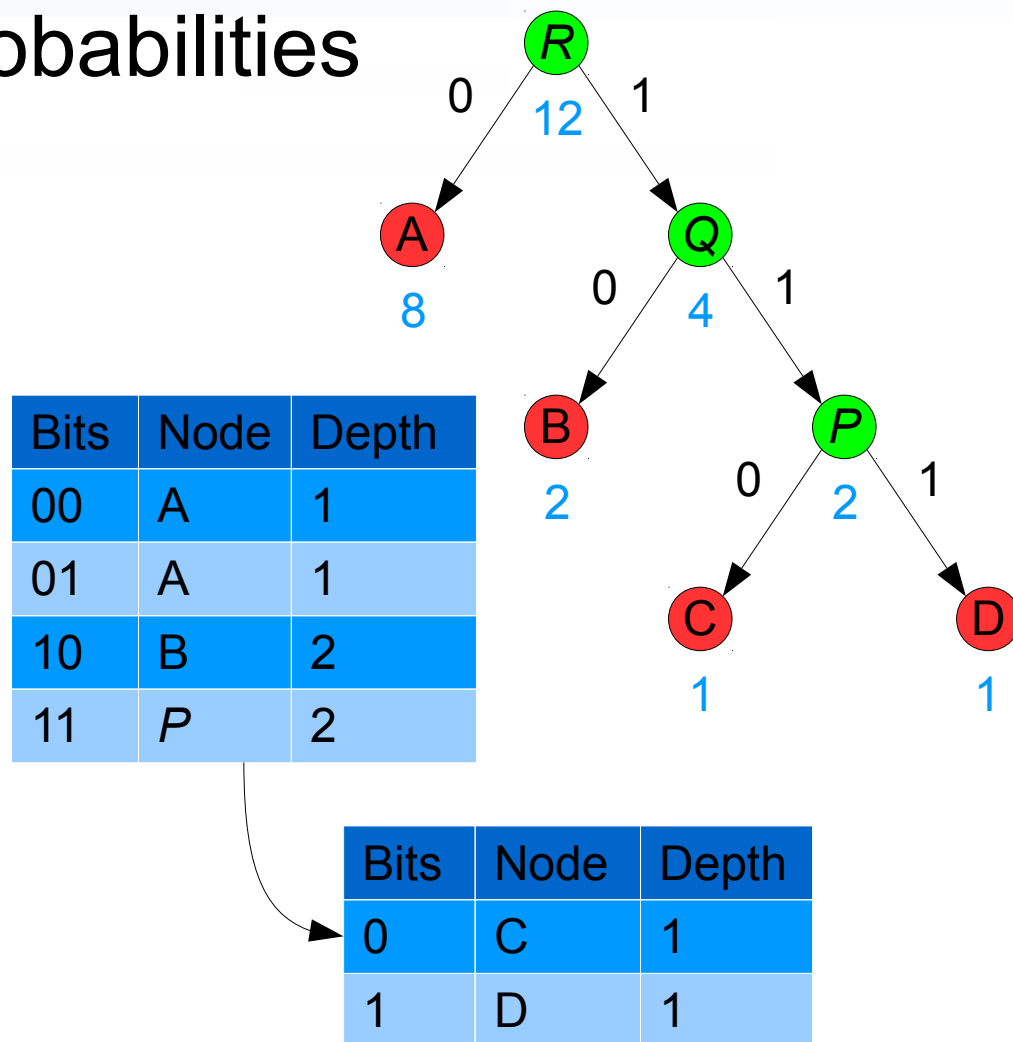 obabilities
R
0 12 1
A Q
8 0 4 1
B P
2 0 2 1
C D
1 1
Bits Node Depth
00 A 1
01 A 1
10 B 2
11 P 2
Bits Node Depth
0 C 1
1 D 1